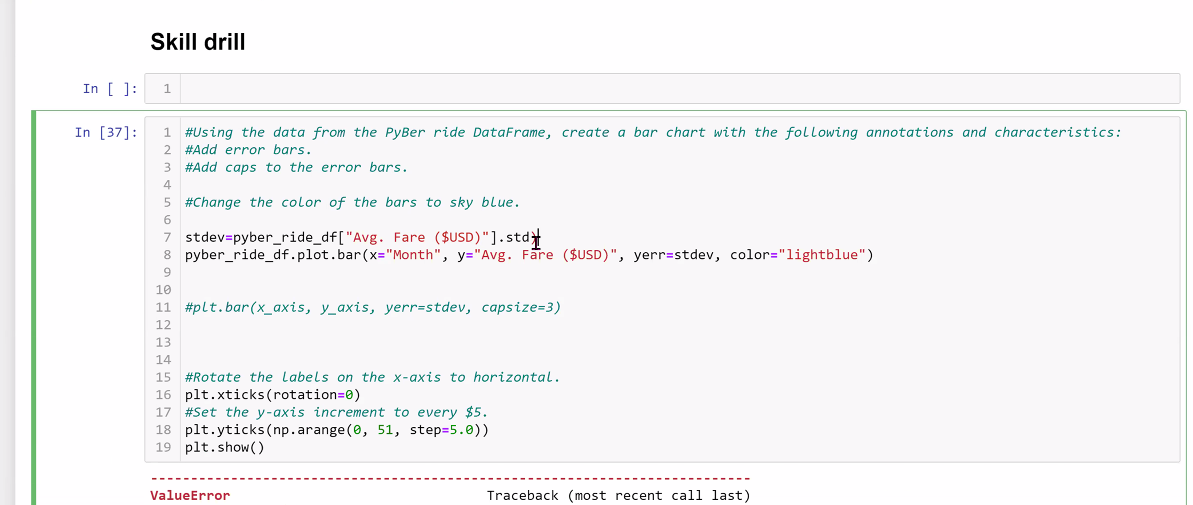 Skill drill
In [ ]: 1
In [37]: 1 #Using the data from the PyBer ride DataFrame, create a bar chart with the following annotations and characteristics:
2 #Add error bars.
3 #Add caps to the error bars.
4
5 #Change the color of the bars to sky blue.
6
7 stdev=pyber_ride_df["Avg. Fare ($USD)"].std)
8 pyber_ride_df.plot.bar(x="Month", y="Avg. Fare ($USD)", yerr=stdev, color="lightblue")
9
10
11 #plt.bar(x_axis, y_axis, yerr=stdev, capsize=3)
12
13
14
15 #Rotate the labels on the x-axis to horizontal.
16 plt.xticks(rotation=0)
17 #Set the y-axis increment to every $5.
18 plt.yticks(np.arange(0, 51, step=5.0))
19 plt.show()
---------------------------------------------------------------------------
ValueError Traceback (most recent call last)